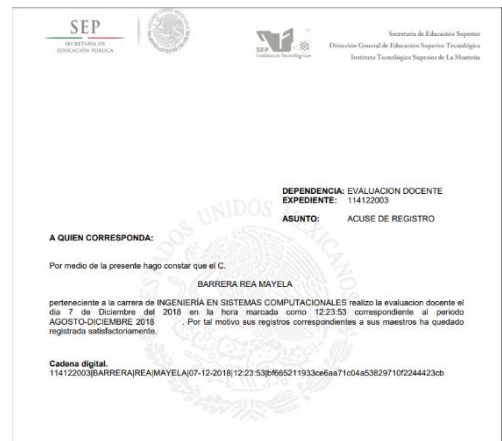 SEP
SECRETARÍA DE
EDUCACIÓN PÚBLICA
SEP
Institutos Tecnológicos
Secretaría de Educación Superior
Dirección General de Educación Superior Tecnológica
Instituto Tecnológico Superior de La Montaña
DEPENDENCIA: EVALUACION DOCENTE
EXPEDIENTE: 114122003
ASUNTO: ACUSE DE REGISTRO
A QUIEN CORRESPONDA:
Por medio de la presente hago constar que el C.
BARRERA REA MAYELA
perteneciente a la carrera de INGENIERÍA EN SISTEMAS COMPUTACIONALES realizo la evaluacion docente el
dia 7 de Diciembre del 2018 en la hora marcada como 12:23:53 correspondiente al periodo
AGOSTO-DICIEMBRE 2018 . Por tal motivo sus registros correspondientes a sus maestros ha quedado
registrada satisfactoriamente.
Cadena digital.
114122003|BARRERA|REA|MAYELA|07-12-2018|12:23:53|bf665211933ce6aa71c04a53829710f2244423cb